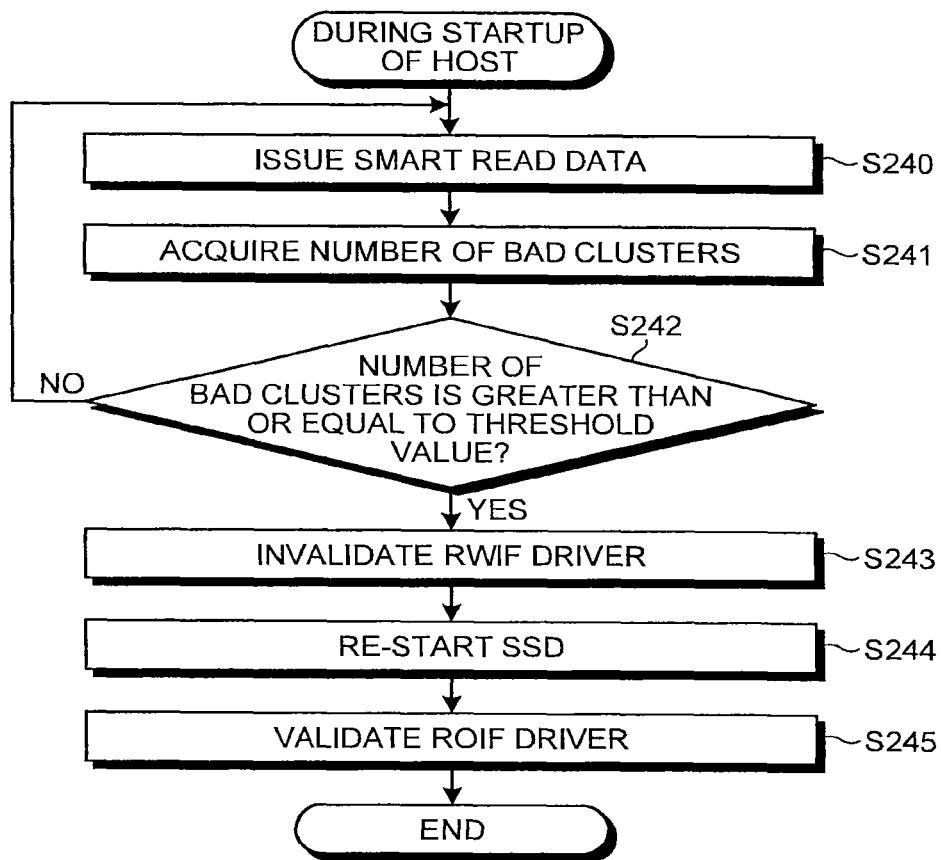 DURING STARTUP
OF HOST
ISSUE SMART READ DATA
S240
ACQUIRE NUMBER OF BAD CLUSTERS
S241
S242
NUMBER OF
BAD CLUSTERS IS GREATER THAN
OR EQUAL TO THRESHOLD
VALUE?
NO
YES
INVALIDATE RWIF DRIVER
S243
RE-START SSD
S244
VALIDATE ROIF DRIVER
S245
END